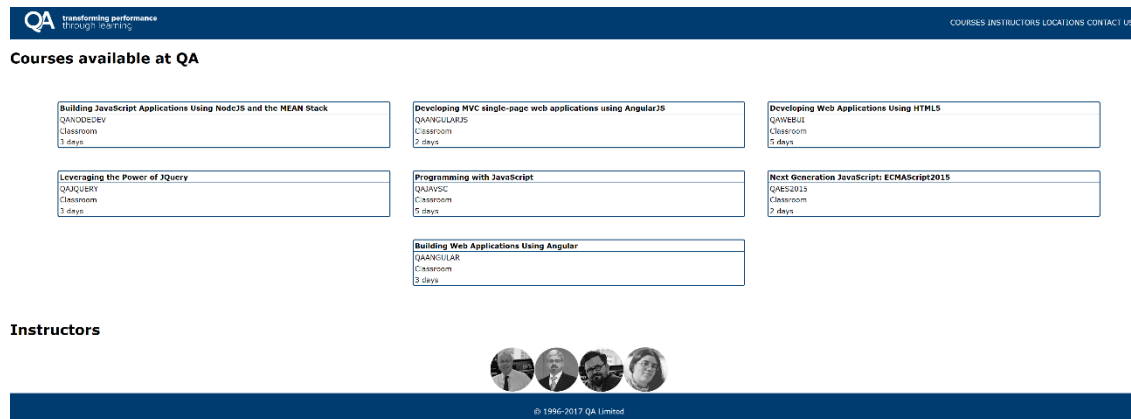 QA transforming performance
through learning
COURSES INSTRUCTORS LOCATIONS CONTACT US
Courses available at QA
Building JavaScript Applications Using NodeJS and the MEAN Stack
QANODEDEV
Classroom
3 days
Developing MVC single-page web applications using AngularJS
QAANGULARJS
Classroom
2 days
Developing Web Applications Using HTML5
QAWEBUI
Classroom
5 days
Leveraging the Power of JQuery
QAJQUERY
Classroom
3 days
Programming with JavaScript
QAJAVSC
Classroom
5 days
Next Generation JavaScript: ECMAScript2015
QAES2015
Classroom
2 days
Building Web Applications Using Angular
QAANGULAR
Classroom
3 days
Instructors
© 1996-2017 QA Limited